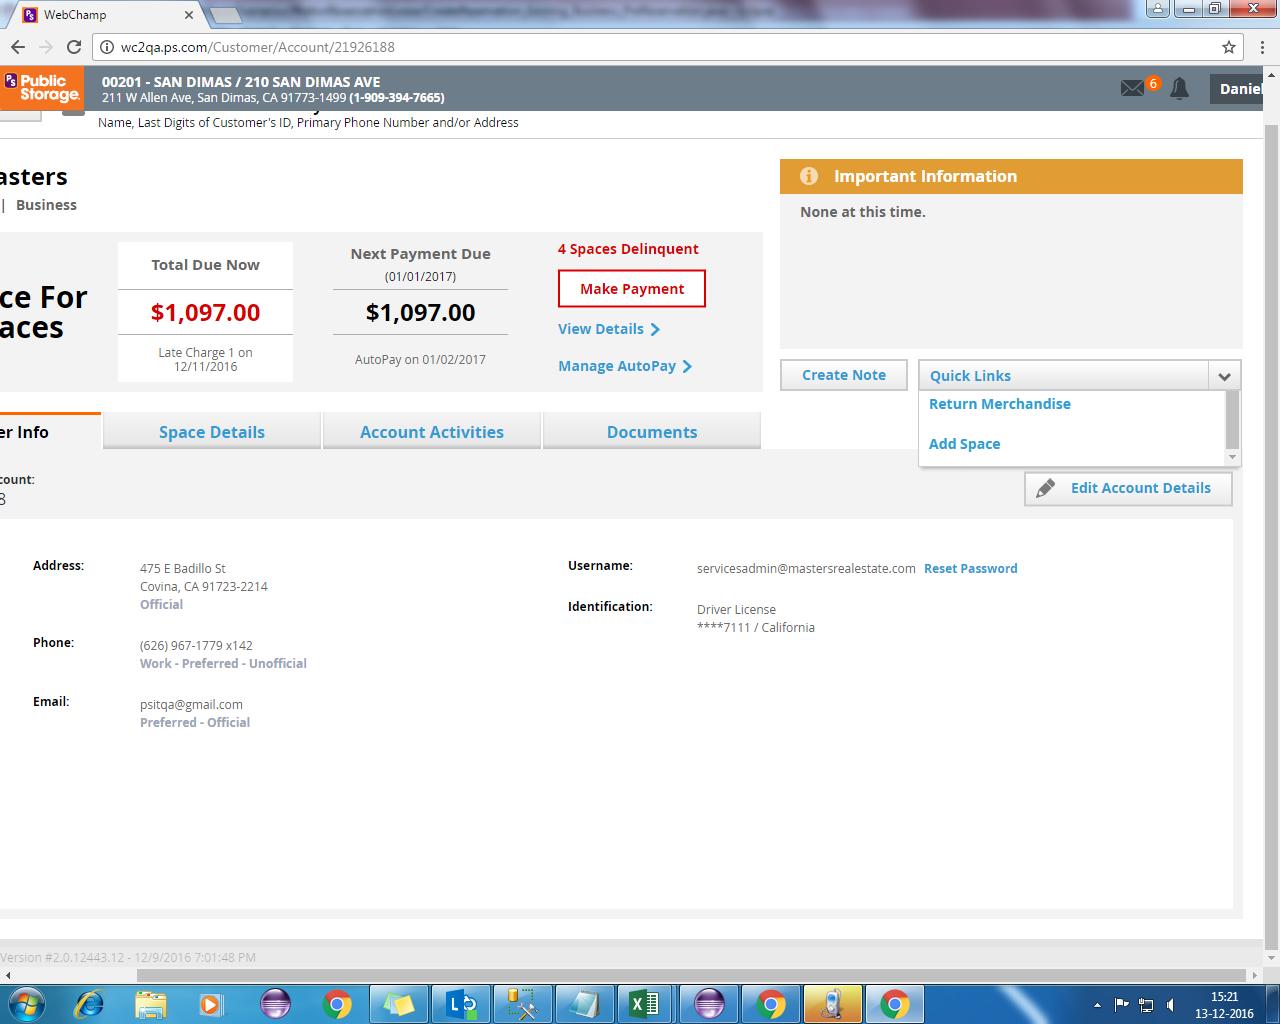 WebChamp
wc2qa.ps.com/Customer/Account/21926188
Ps Public Storage
00201 - SAN DIMAS / 210 SAN DIMAS AVE
211 W Allen Ave, San Dimas, CA 91773-1499 (1-909-394-7665)
6
Daniel
Name, Last Digits of Customer's ID, Primary Phone Number and/or Address
asters
| Business
Important Information
None at this time.
ce For
aces
Total Due Now
$1,097.00
Late Charge 1 on
12/11/2016
Next Payment Due
(01/01/2017)
$1,097.00
AutoPay on 01/02/2017
4 Spaces Delinquent
Make Payment
View Details
Manage AutoPay
Create Note
Quick Links
Return Merchandise
Add Space
er Info
Space Details
Account Activities
Documents
count:
8
Edit Account Details
Address:
475 E Badillo St
Covina, CA 91723-2214
Official
Phone:
(626) 967-1779 x142
Work - Preferred - Unofficial
Email:
psitqa@gmail.com
Preferred - Official
Username:
servicesadmin@mastersrealestate.com Reset Password
Identification:
Driver License
****7111 / California
Version #2.0.12443.12 - 12/9/2016 7:01:48 PM
15:21
13-12-2016